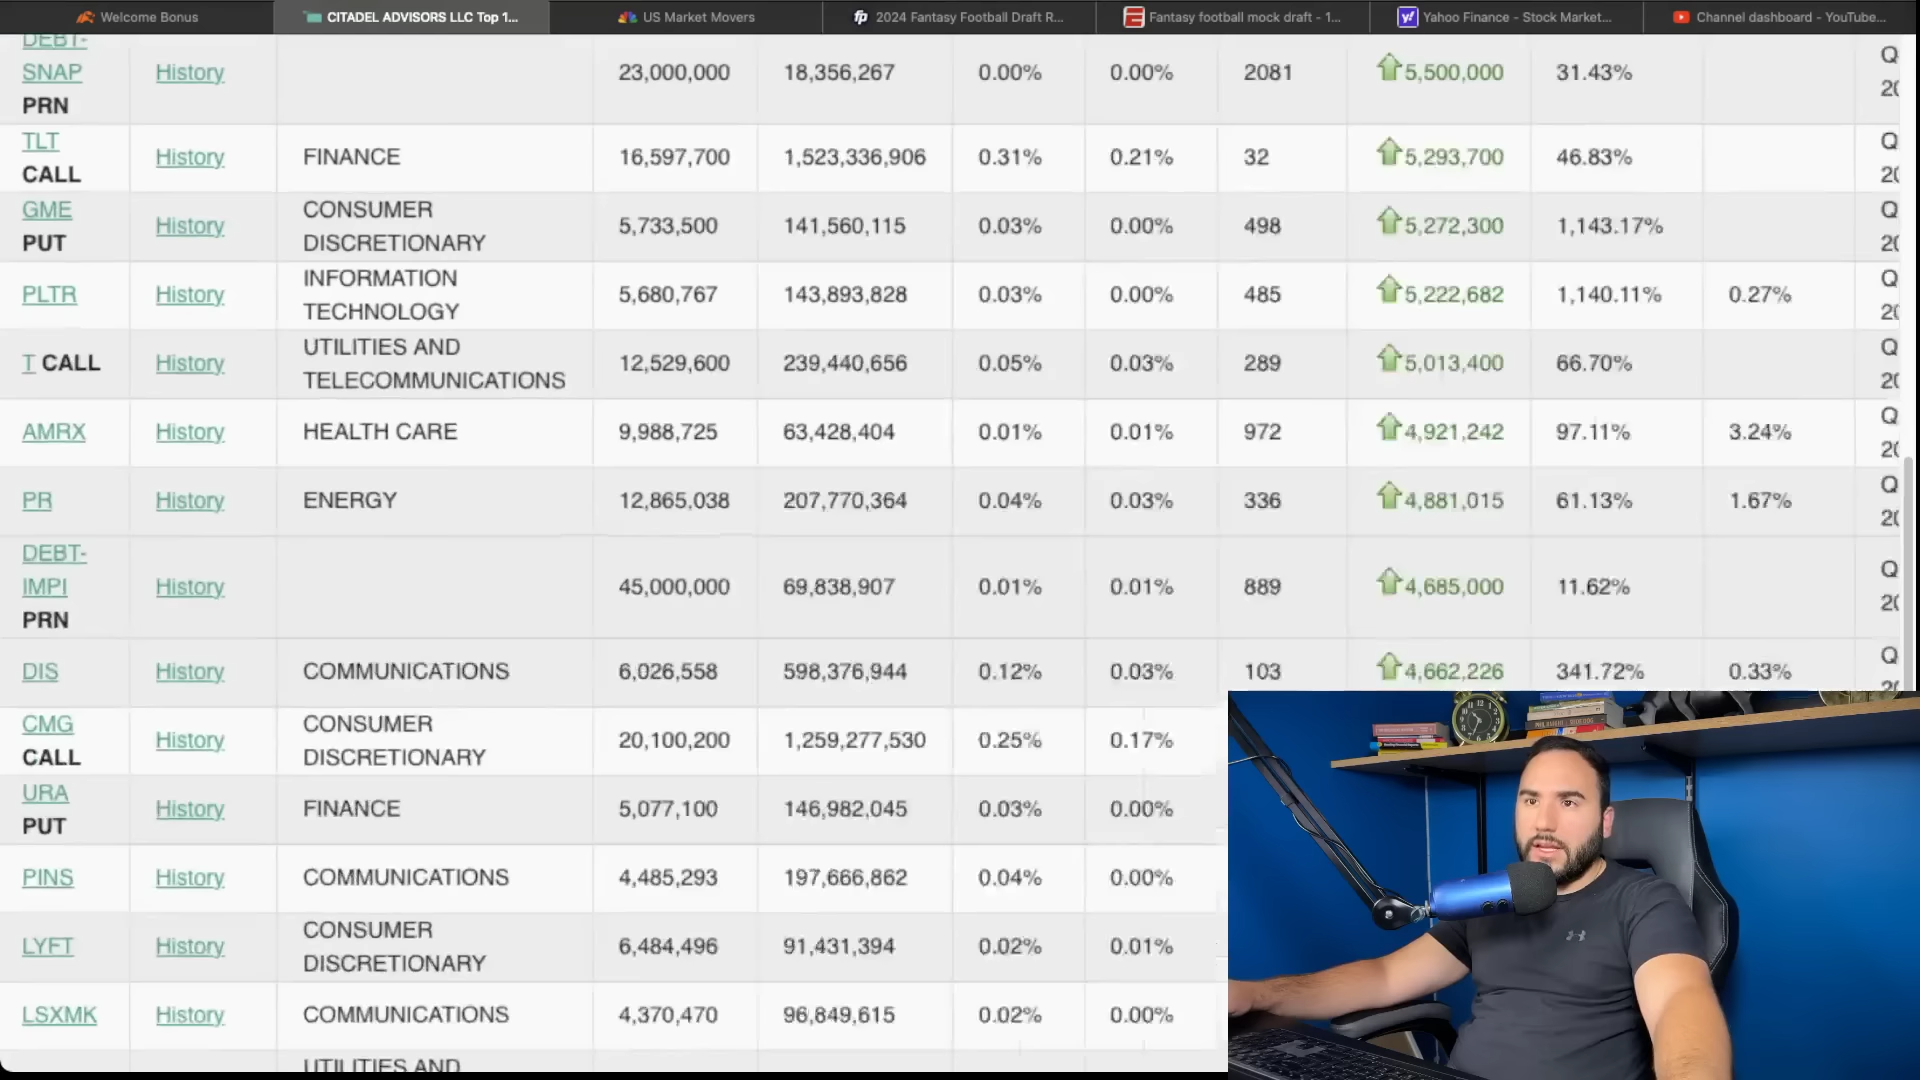 Welcome Bonus
CITADEL ADVISORS LLC Top 1...
US Market Movers
fp 2024 Fantasy Football Draft R...
Fantasy football mock draft - 1...
y! Yahoo Finance - Stock Market...
Channel dashboard - YouTube...
DEBT-
SNAP
PRN
History 23,000,000 18,356,267 0.00% 0.00% 2081 5,500,000 31.43% Q
20
TLT
CALL
History FINANCE 16,597,700 1,523,336,906 0.31% 0.21% 32 5,293,700 46.83% Q
20
GME
PUT
History CONSUMER
DISCRETIONARY
5,733,500 141,560,115 0.03% 0.00% 498 5,272,300 1,143.17% Q
20
PLTR History INFORMATION
TECHNOLOGY
5,680,767 143,893,828 0.03% 0.00% 485 5,222,682 1,140.11% 0.27% Q
20
T CALL History UTILITIES AND
TELECOMMUNICATIONS
12,529,600 239,440,656 0.05% 0.03% 289 5,013,400 66.70% Q
20
AMRX History HEALTH CARE 9,988,725 63,428,404 0.01% 0.01% 972 4,921,242 97.11% 3.24% Q
20
PR History ENERGY 12,865,038 207,770,364 0.04% 0.03% 336 4,881,015 61.13% 1.67% Q
20
DEBT-
IMPI
PRN
History 45,000,000 69,838,907 0.01% 0.01% 889 4,685,000 11.62% Q
20
DIS History COMMUNICATIONS 6,026,558 598,376,944 0.12% 0.03% 103 4,662,226 341.72% 0.33% Q
20
CMG
CALL
History CONSUMER
DISCRETIONARY
20,100,200 1,259,277,530 0.25% 0.17%
URA
PUT
History FINANCE 5,077,100 146,982,045 0.03% 0.00%
PINS History COMMUNICATIONS 4,485,293 197,666,862 0.04% 0.00%
LYFT History CONSUMER
DISCRETIONARY
6,484,496 91,431,394 0.02% 0.01%
LSXMK History COMMUNICATIONS 4,370,470 96,849,615 0.02% 0.00%
UTILITIES AND